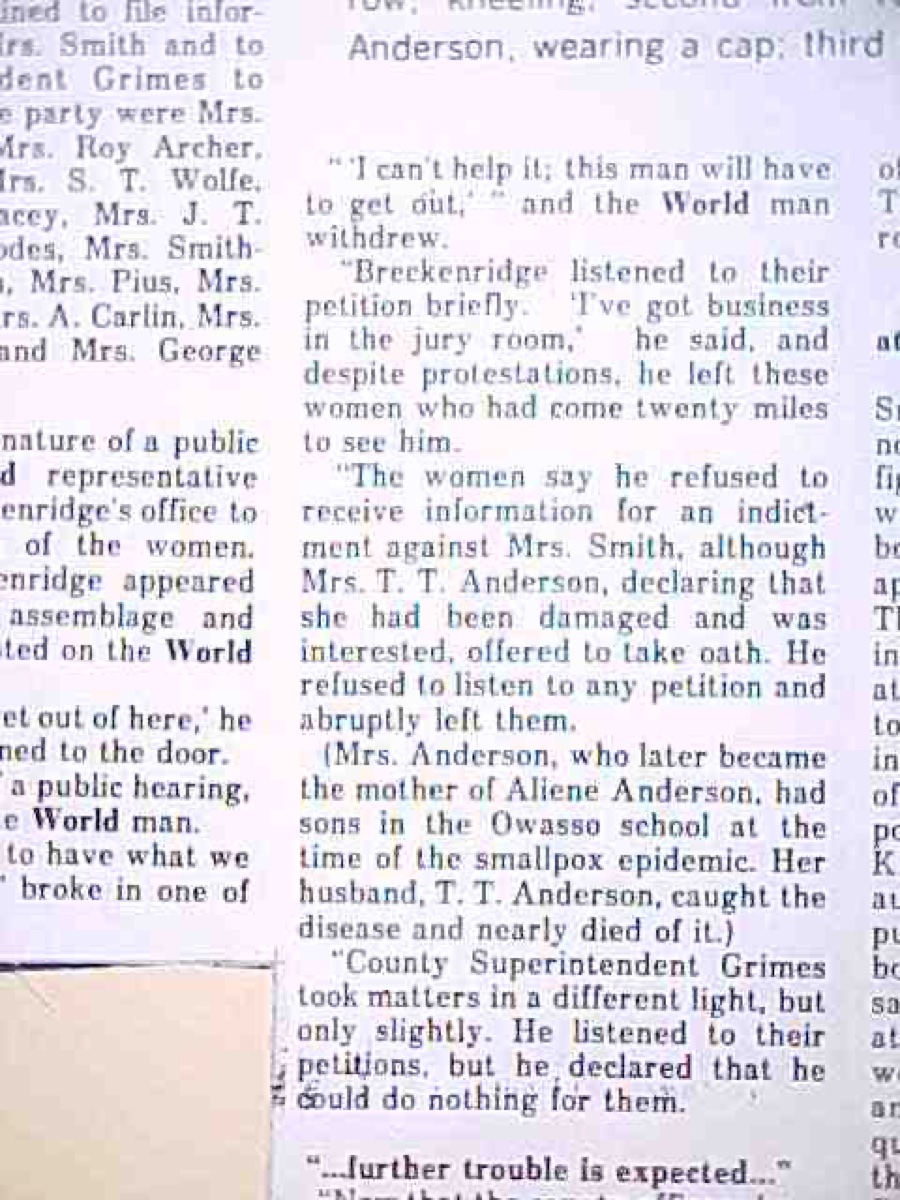 ined to file infor-
irs. Smith and to
dent Grimes to
e party were Mrs.
Mrs. Roy Archer,
Mrs. S. T. Wolfe,
acey, Mrs. J. T.
odes, Mrs. Smith-
, Mrs. Pius, Mrs.
rs. A. Carlin, Mrs.
and Mrs. George
nature of a public
d representative
enridge's office to
of the women.
enridge appeared
assemblage and
sted on the World
et out of here,' he
ned to the door.
a public hearing,
e World man.
to have what we
broke in one of
row, kneeling, second from
Anderson, wearing a cap; third
"'I can't help it; this man will have
to get out,' " and the World man
withdrew.
"Breckenridge listened to their
petition briefly. 'I've got business
in the jury room,' he said, and
despite protestations, he left these
women who had come twenty miles
to see him.
"The women say he refused to
receive information for an indict-
ment against Mrs. Smith, although
Mrs. T. T. Anderson, declaring that
she had been damaged and was
interested, offered to take oath. He
refused to listen to any petition and
abruptly left them.
(Mrs. Anderson, who later became
the mother of Aliene Anderson, had
sons in the Owasso school at the
time of the smallpox epidemic. Her
husband, T. T. Anderson, caught the
disease and nearly died of it.)
"County Superintendent Grimes
took matters in a different light, but
only slightly. He listened to their
petitions, but he declared that he
could do nothing for them.
"...further trouble is expected..."